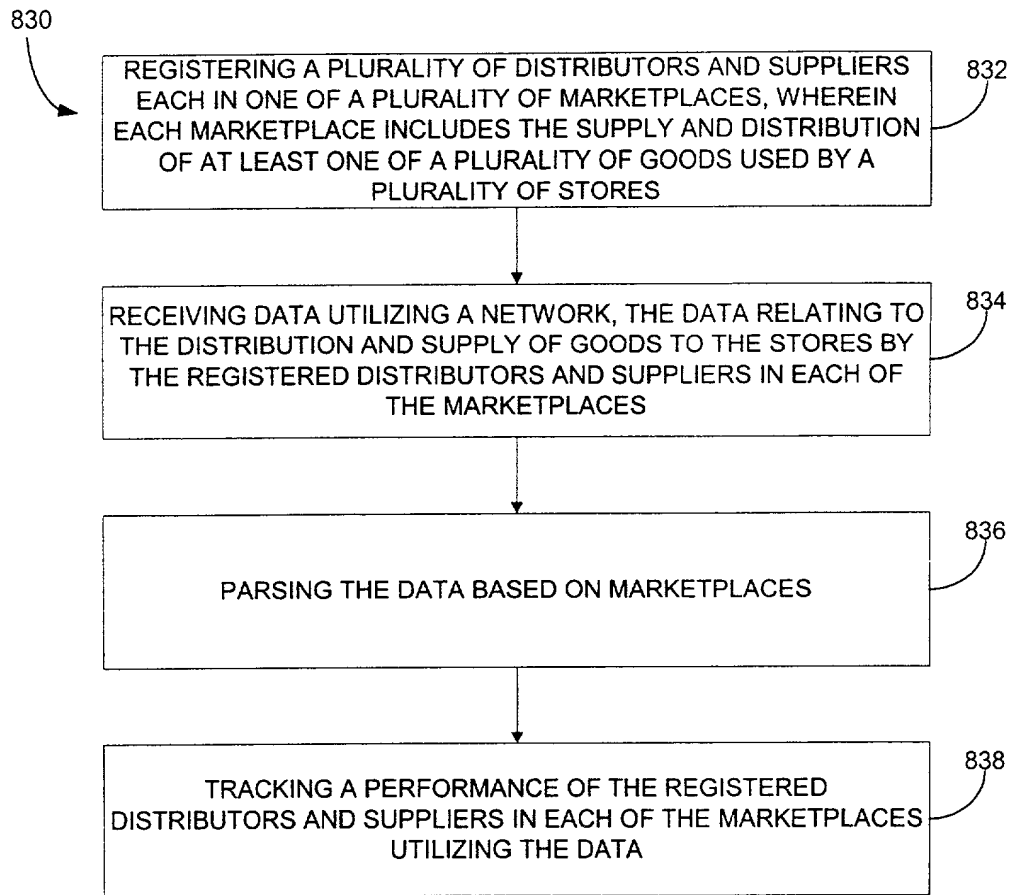 830
REGISTERING A PLURALITY OF DISTRIBUTORS AND SUPPLIERS
EACH IN ONE OF A PLURALITY OF MARKETPLACES, WHEREIN
EACH MARKETPLACE INCLUDES THE SUPPLY AND DISTRIBUTION
OF AT LEAST ONE OF A PLURALITY OF GOODS USED BY A
PLURALITY OF STORES
832
RECEIVING DATA UTILIZING A NETWORK, THE DATA RELATING TO
THE DISTRIBUTION AND SUPPLY OF GOODS TO THE STORES BY
THE REGISTERED DISTRIBUTORS AND SUPPLIERS IN EACH OF
THE MARKETPLACES
834
PARSING THE DATA BASED ON MARKETPLACES
836
TRACKING A PERFORMANCE OF THE REGISTERED
DISTRIBUTORS AND SUPPLIERS IN EACH OF THE MARKETPLACES
UTILIZING THE DATA
838